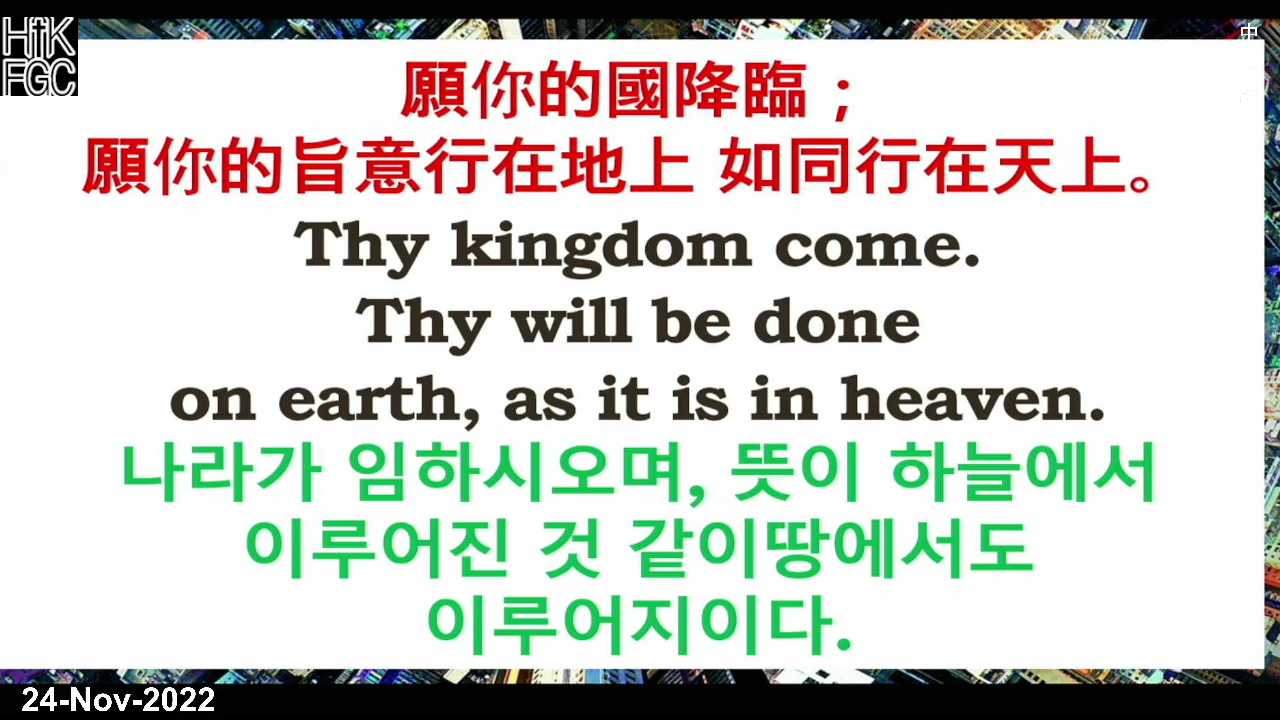 HKFGC
中
願你的國降臨；
願你的旨意行在地上 如同行在天上。
Thy kingdom come.
Thy will be done
on earth, as it is in heaven.
나라가 임하시오며, 뜻이 하늘에서
이루어진 것 같이땅에서도
이루어지이다.
24-Nov-2022